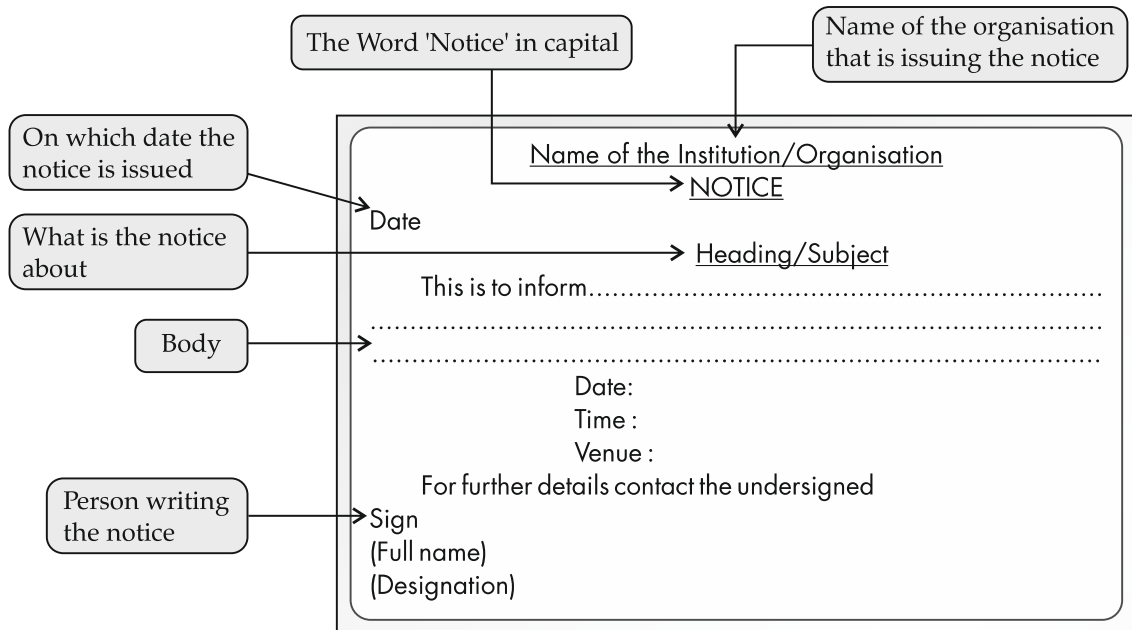 The Word 'Notice' in capital
Name of the organisation
that is issuing the notice
On which date the
notice is issued
Name of the Institution/Organisation
NOTICE
Date
What is the notice
about
Heading/Subject
This is to inform..........................................................................
..........................................................................................................
Body
..........................................................................................................
Date:
Time :
Venue :
For further details contact the undersigned
Person writing
the notice
Sign
(Full name)
(Designation)